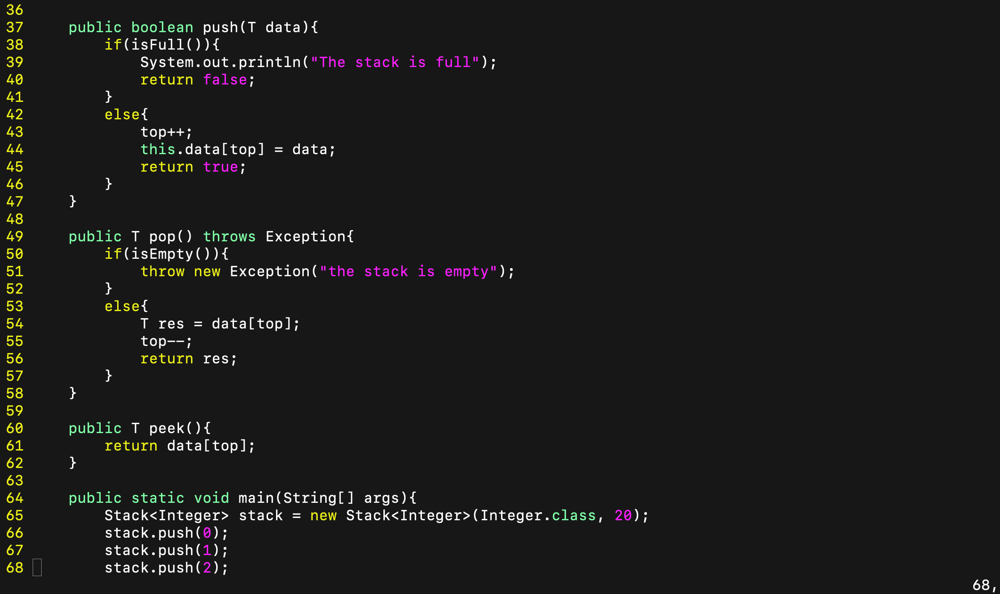 36
37     public boolean push(T data){
38         if(isFull()){
39             System.out.println("The stack is full");
40             return false;
41         }
42         else{
43             top++;
44             this.data[top] = data;
45             return true;
46         }
47     }
48
49     public T pop() throws Exception{
50         if(isEmpty()){
51             throw new Exception("the stack is empty");
52         }
53         else{
54             T res = data[top];
55             top--;
56             return res;
57         }
58     }
59
60     public T peek(){
61         return data[top];
62     }
63
64     public static void main(String[] args){
65         Stack<Integer> stack = new Stack<Integer>(Integer.class, 20);
66         stack.push(0);
67         stack.push(1);
68         stack.push(2);
68,